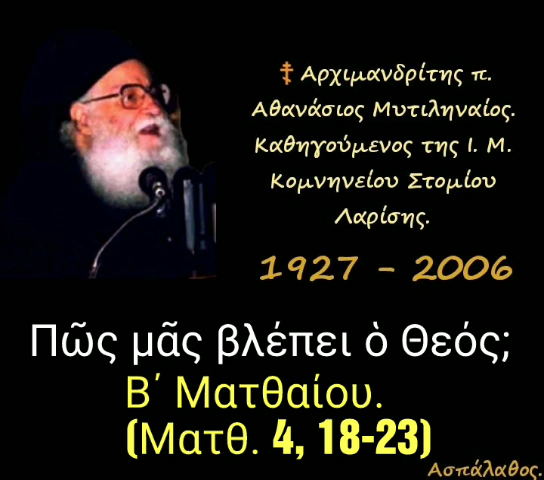 ‡ Αρχιμανδρίτης π.
Αθανάσιος Μυτιληναίος.
Καθηγούμενος της Ι. Μ.
Κομνηνείου Στομίου
Λαρίσης.
1927 - 2006
Πῶς μᾶς βλέπει ὁ Θεός;
Β΄ Ματθαίου.
(Ματθ. 4, 18-23)
Ασπάλαθος.